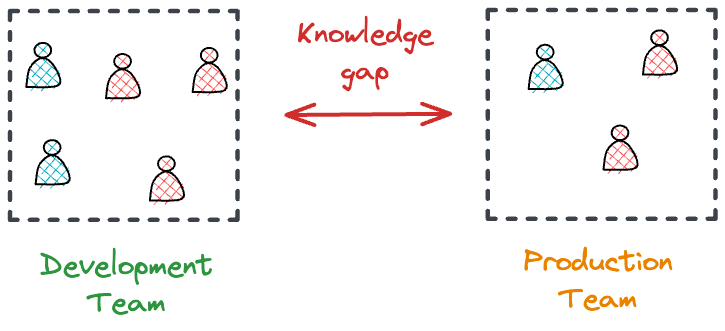 Knowledge
gap
Development
Team
Production
Team